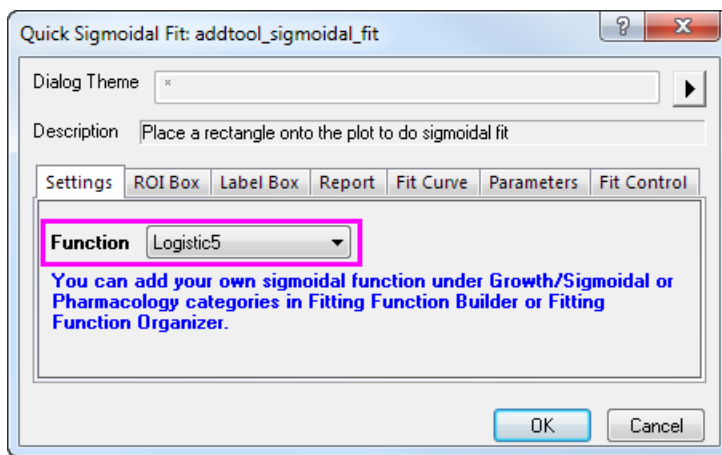 Quick Sigmoidal Fit: addtool_sigmoidal_fit
?
Dialog Theme *
Description Place a rectangle onto the plot to do sigmoidal fit
Settings ROI Box Label Box Report Fit Curve Parameters Fit Control
Function Logistic5
You can add your own sigmoidal function under Growth/Sigmoidal or
Pharmacology categories in Fitting Function Builder or Fitting
Function Organizer.
OK Cancel